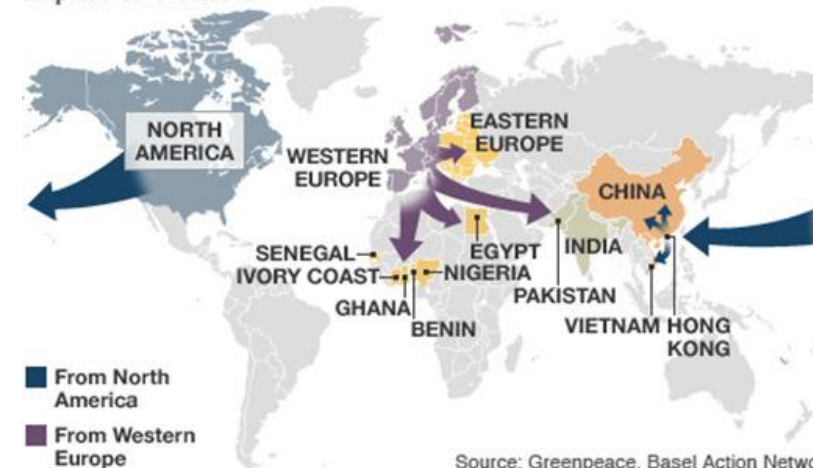 NORTH
AMERICA
WESTERN
EUROPE
EASTERN
EUROPE
CHINA
SENEGAL
IVORY COAST
GHANA
BENIN
NIGERIA
EGYPT
INDIA
PAKISTAN
VIETNAM
HONG
KONG
From North
America
From Western
Europe
Source: Greenpeace, Basel Action